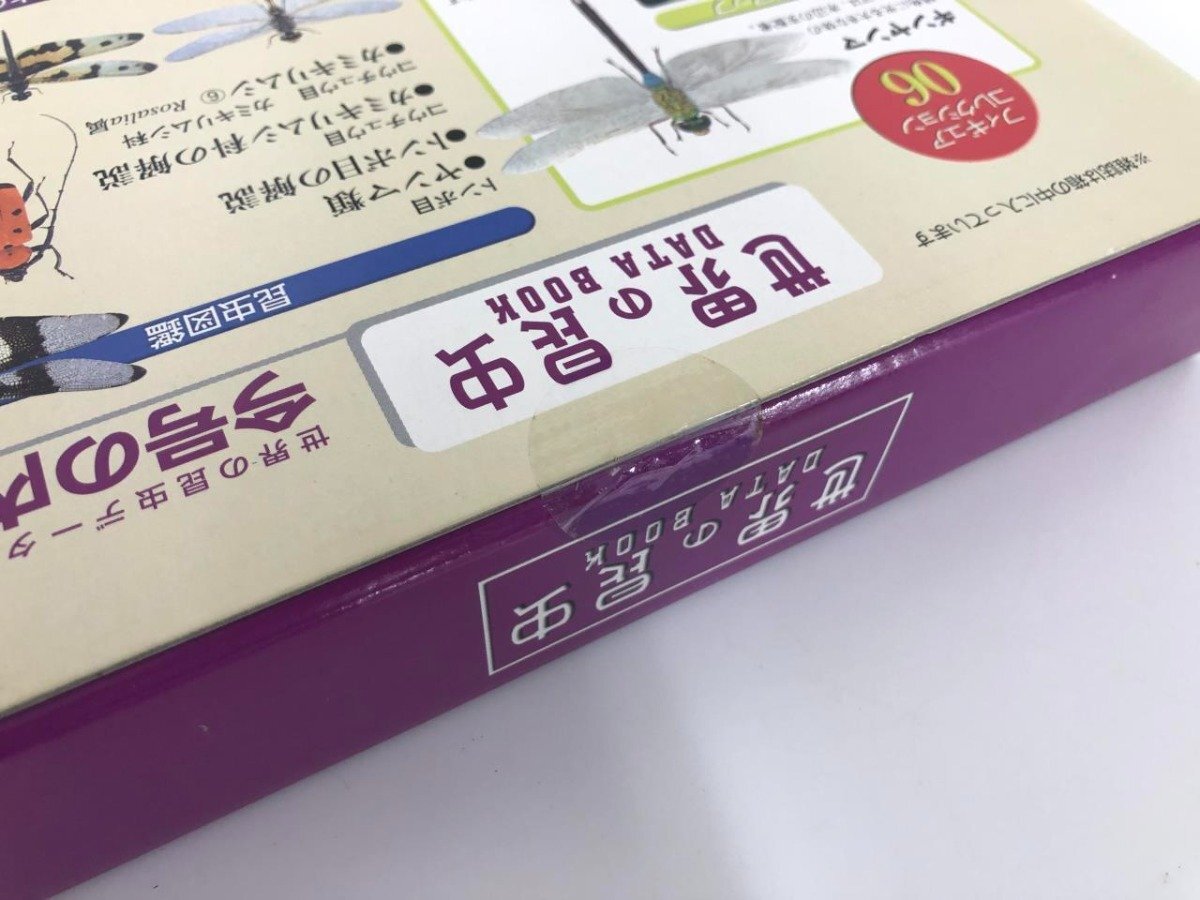 世界の昆虫
DATA BOOK
世界の昆虫
DATA BOOK
※雑誌は箱の中に入っています
フィギュア
コレクション
06
ギンヤンマ
世界の昆虫データ
今号の内
昆虫図鑑
トンボ目
●ヤンマ類
●トンボ目の解説
コウチュウ目
●カミキリムシ科の解説
コウチュウ目 カミキリムシ科
●カミキリムシ⑥ Rosalia属